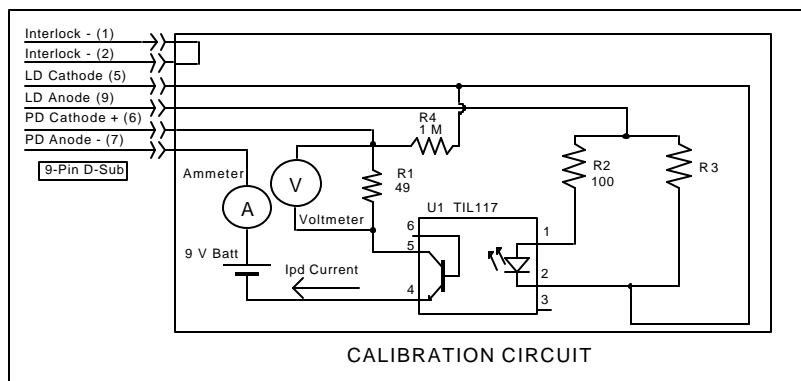 Interlock - (1)
Interlock - (2)
LD Cathode (5)
LD Anode (9)
PD Cathode + (6)
PD Anode - (7)
9-Pin D-Sub
R4
1 M
R1
49
R2
100
R3
Ammeter
A
V
Voltmeter
U1 TIL117
6
5
4
1
2
3
9 V Batt
Ipd Current
CALIBRATION CIRCUIT